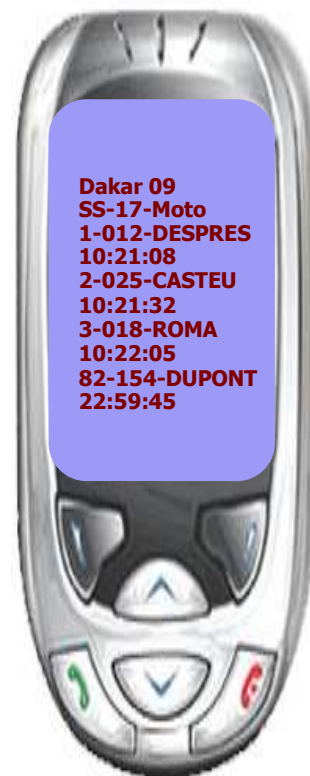 Dakar 09
SS-17-Moto
1-012-DESPRES
10:21:08
2-025-CASTEU
10:21:32
3-018-ROMA
10:22:05
82-154-DUPONT
22:59:45